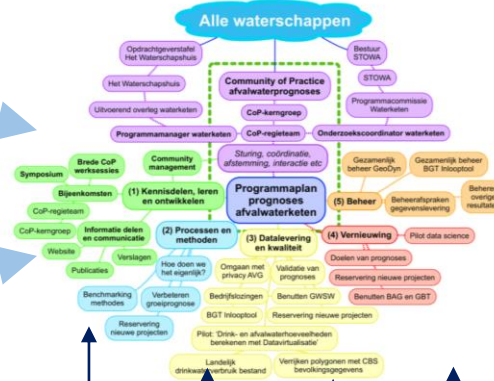 Alle waterschappen
Opdrachtgeverstafel
Het Waterschapshuis
Het Waterschapshuis
Uitvoerend overleg waterketen
Programmamanager waterketen
Community of Practice
afvalwaterprognoses
CoP-kerngroep
CoP-regieteam
Sturing, coördinatie,
afstemming, interactie etc
Bestuur
STOWA
STOWA
Programmacommissie
Waterketen
Onderzoekscoordinator waterketen
Programmaplan
prognoses
afvalwaterketen
Community
management
(1) Kennisdelen, leren
en ontwikkelen
Brede CoP
werksessies
Symposium
Bijeenkomsten
CoP-regieteam
CoP-kerngroep
Informatie delen
en communicatie
Website
Publicaties
Verslagen
(2) Processen en
methoden
Hoe doen we
het eigenlijk?
Benchmarking
methodes
Verbeteren
groeiprognose
Reservering
nieuwe projecten
(3) Datalevering
en kwaliteit
Omgaan met
privacy AVG
Validatie van
prognoses
Bedrijfslozingen
Benutten GWSW
BGT Inlooptool
Reservering nieuwe projecten
Pilot: 'Drink- en afvalwaterhoeveelheden
berekenen met Datavirtualisatie'
Landelijk
drinkwaterverbruik bestand
Verrijken polygonen met CBS
bevolkingsgegevens
(4) Vernieuwing
Pilot data science
Doelen van prognoses
Reservering nieuwe projecten
Benutten BAG en GBT
(5) Beheer
Gezamenlijk
beheer GeoDyn
Gezamenlijk beheer
BGT Inlooptool
Beheerafspraken
gegevenslevering
Behere
overige
resultate